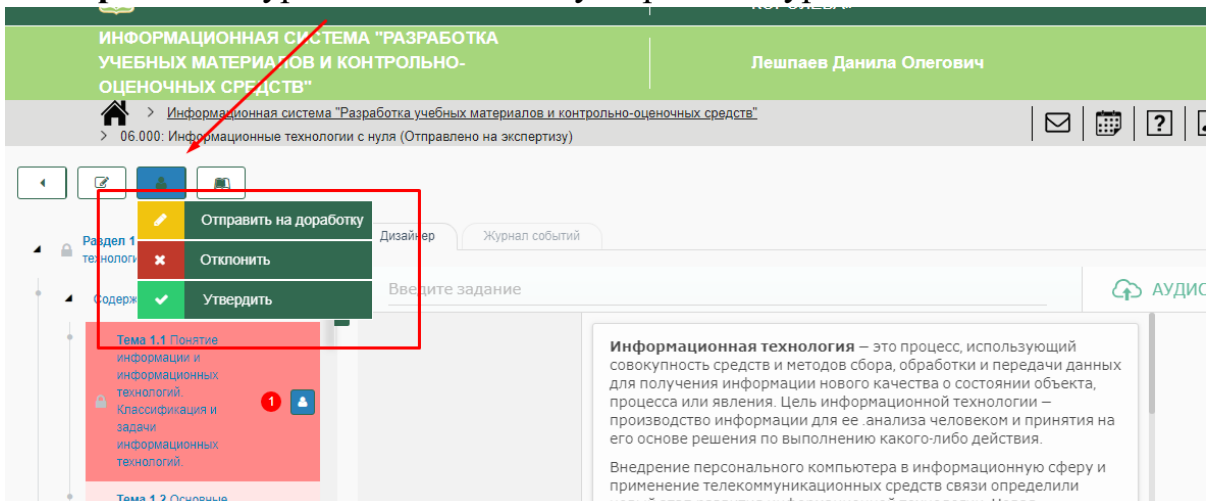 КОРОЛЕВА»
ИНФОРМАЦИОННАЯ СИСТЕМА "РАЗРАБОТКА
УЧЕБНЫХ МАТЕРИАЛОВ И КОНТРОЛЬНО-
ОЦЕНОЧНЫХ СРЕДСТВ"
Лешпаев Данила Олегович
> Информационная система "Разработка учебных материалов и контрольно-оценочных средств"
> 06.000: Информационные технологии с нуля (Отправлено на экспертизу)
Отправить на доработку
Отклонить
Утвердить
Раздел 1
технологи
Содерж
Дизайнер
Журнал событий
Введите задание
АУДИО
Тема 1.1 Понятие
информации и
информационных
технологий.
Классификация и
задачи
информационных
технологий.
1
Тема 1.2 Основные
Информационная технология – это процесс, использующий
совокупность средств и методов сбора, обработки и передачи данных
для получения информации нового качества о состоянии объекта,
процесса или явления. Цель информационной технологии –
производство информации для ее .анализа человеком и принятия на
его основе решения по выполнению какого-либо действия.
Внедрение персонального компьютера в информационную сферу и
применение телекоммуникационных средств связи определили